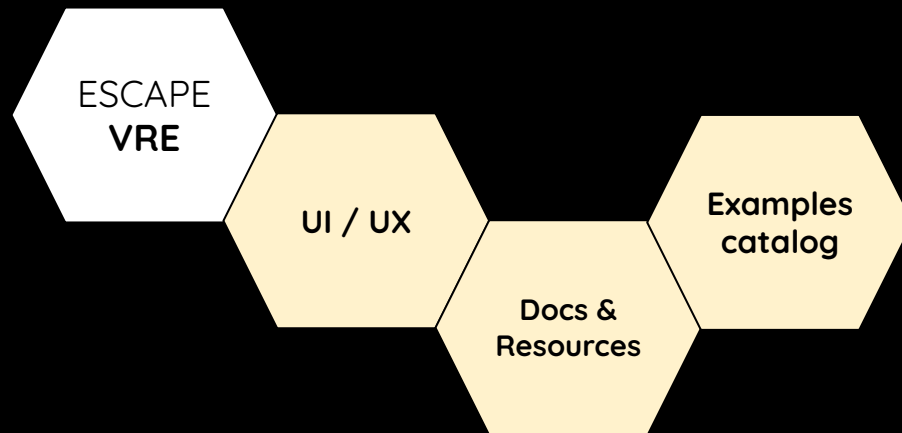 ESCAPE
VRE
UI / UX
Docs &
Resources
Examples
catalog